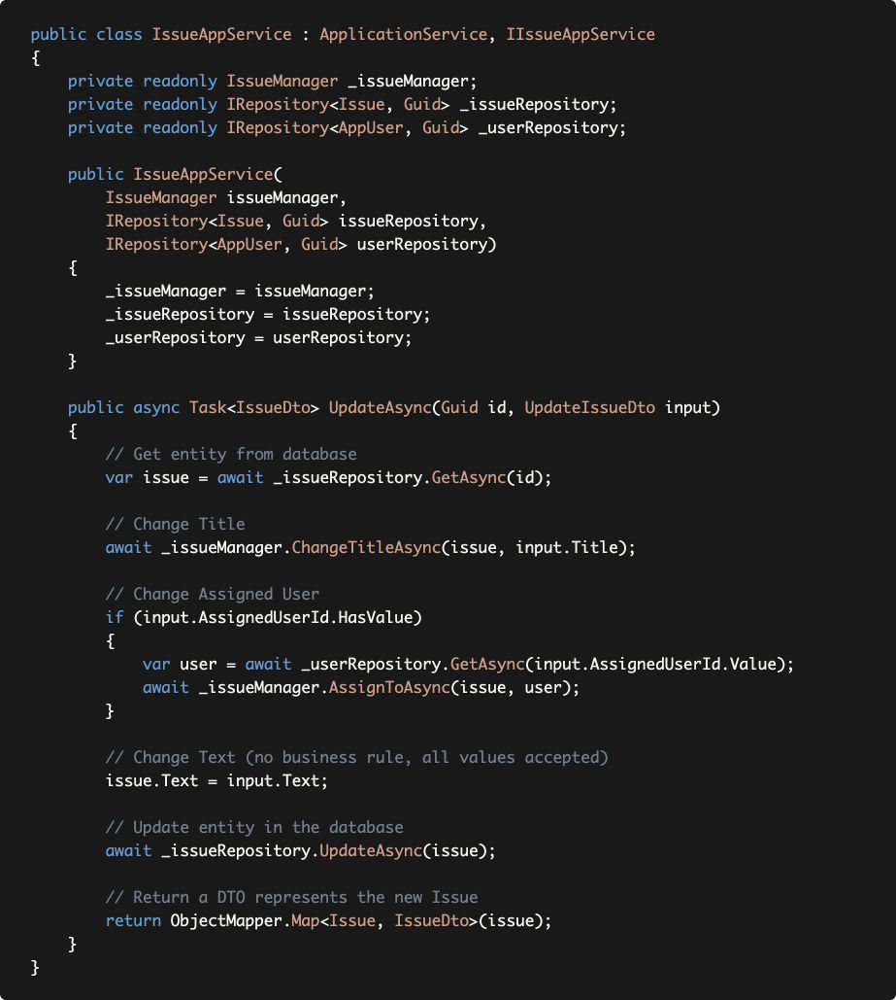 public class IssueAppService : ApplicationService, IIssueAppService
{
    private readonly IssueManager _issueManager;
    private readonly IRepository<Issue, Guid> _issueRepository;
    private readonly IRepository<AppUser, Guid> _userRepository;

    public IssueAppService(
        IssueManager issueManager,
        IRepository<Issue, Guid> issueRepository,
        IRepository<AppUser, Guid> userRepository)
    {
        _issueManager = issueManager;
        _issueRepository = issueRepository;
        _userRepository = userRepository;
    }

    public async Task<IssueDto> UpdateAsync(Guid id, UpdateIssueDto input)
    {
        // Get entity from database
        var issue = await _issueRepository.GetAsync(id);

        // Change Title
        await _issueManager.ChangeTitleAsync(issue, input.Title);

        // Change Assigned User
        if (input.AssignedUserId.HasValue)
        {
            var user = await _userRepository.GetAsync(input.AssignedUserId.Value);
            await _issueManager.AssignToAsync(issue, user);
        }

        // Change Text (no business rule, all values accepted)
        issue.Text = input.Text;

        // Update entity in the database
        await _issueRepository.UpdateAsync(issue);

        // Return a DTO represents the new Issue
        return ObjectMapper.Map<Issue, IssueDto>(issue);
    }
}